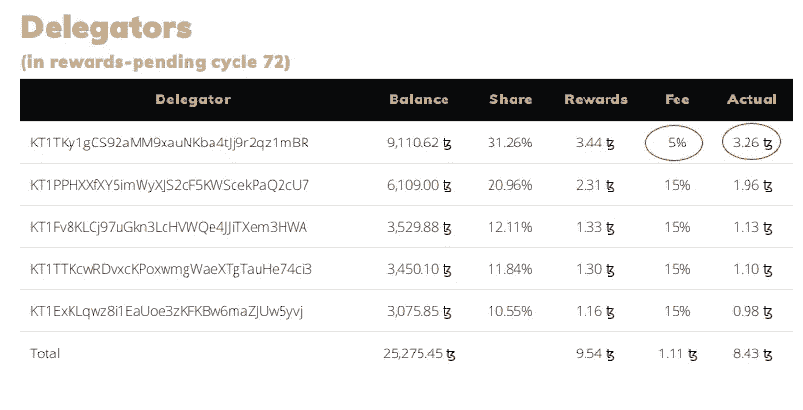 Delegators
(in rewards-pending cycle 72)
Delegator Balance Share Rewards Fee Actual
KT1TKy1gCS92aMM9xauNKba4tJj9r2qz1mBR 9,110.62 ꜩ 31.26% 3.44 ꜩ 5% 3.26 ꜩ
KT1PPHXXfXY5imWyXJS2cF5KWScekPaQ2cU7 6,109.00 ꜩ 20.96% 2.31 ꜩ 15% 1.96 ꜩ
KT1Fv8KLCj97uGkn3LcHVWQe4JJiTXem3HWA 3,529.88 ꜩ 12.11% 1.33 ꜩ 15% 1.13 ꜩ
KT1TTKcwRDvxcKPoxwmgWaeXTgTauHe74ci3 3,450.10 ꜩ 11.84% 1.30 ꜩ 15% 1.10 ꜩ
KT1ExKLqwz8i1EaUoe3zKFKBw6maZJUw5yvj 3,075.85 ꜩ 10.55% 1.16 ꜩ 15% 0.98 ꜩ
Total 25,275.45 ꜩ 9.54 ꜩ 1.11 ꜩ 8.43 ꜩ